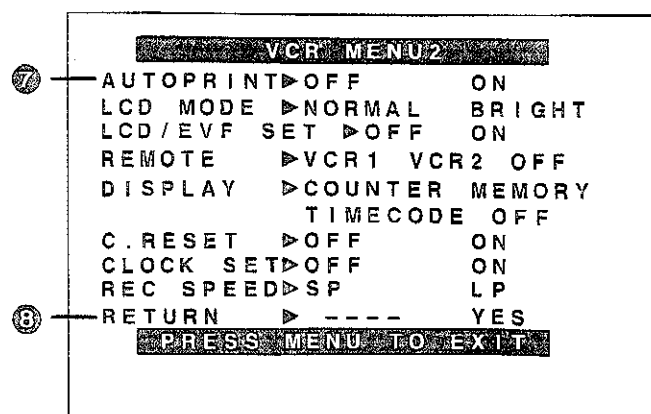 VCR MENU2
7 AUTOPRINT▶OFF ON
LCD MODE ▶NORMAL BRIGHT
LCD/EVF SET ▶OFF ON
REMOTE ▶VCR1 VCR2 OFF
DISPLAY ▶COUNTER MEMORY
TIMECODE OFF
C.RESET ▶OFF ON
CLOCK SET▶OFF ON
REC SPEED▶SP LP
8 RETURN ▶ ---- YES
PRESS MENU TO EXIT